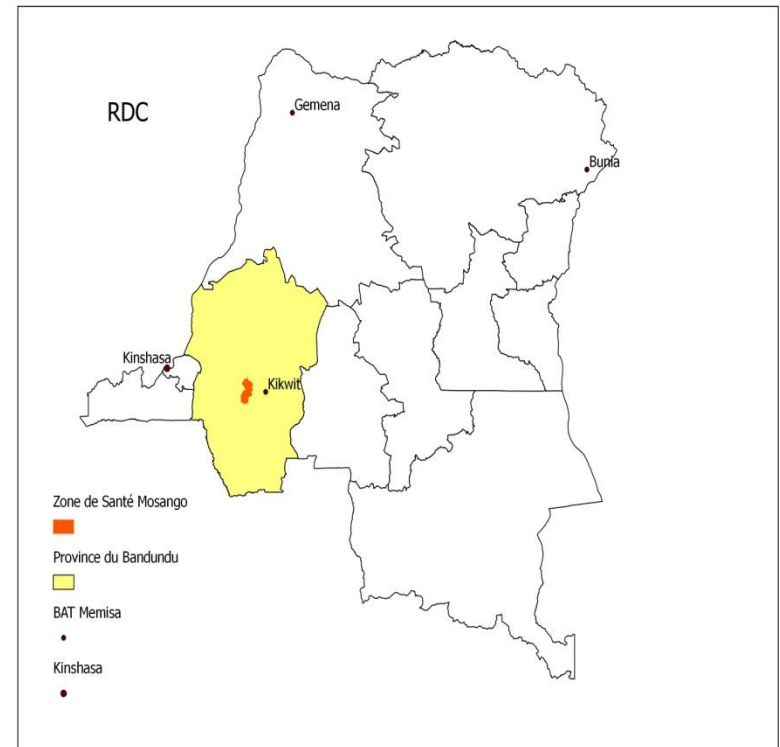 RDC
Gemena
Bunia
Kinshasa
Kikwit
Zone de Santé Mosango
Province du Bandundu
BAT Memisa
Kinshasa